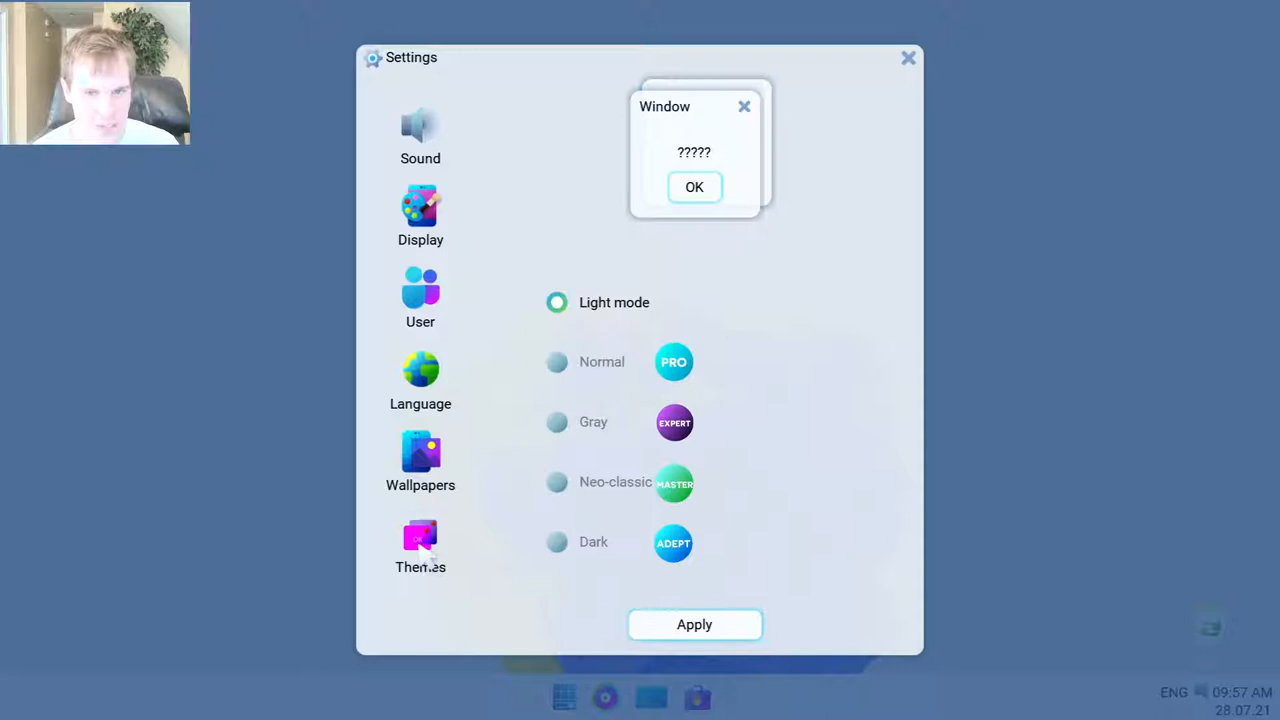 Settings
Window
?????
OK
Sound
Display
User
Language
Wallpapers
OK
Themes
Light mode
Normal PRO
Gray EXPERT
Neo-classic MASTER
Dark ADEPT
Apply
ENG 09:57 AM
28.07.21